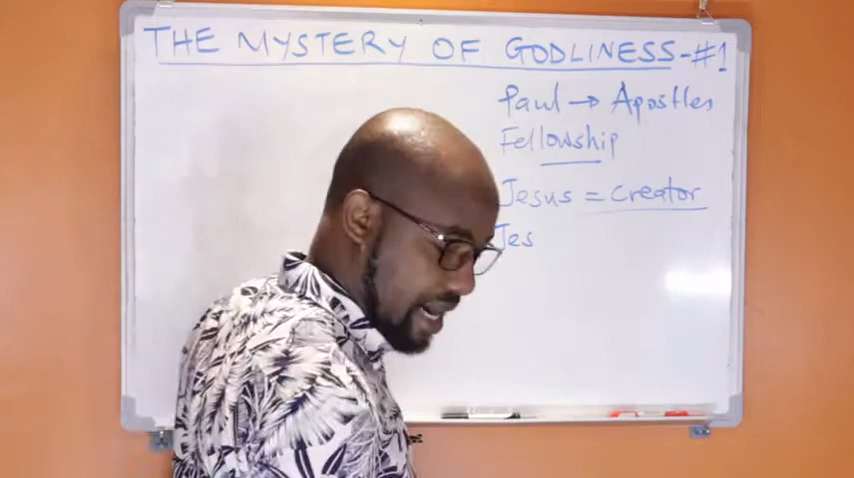 THE MYSTERY OF GODLINESS-#1
Paul → Apostles
Fellowship
Jesus = creator
Jes